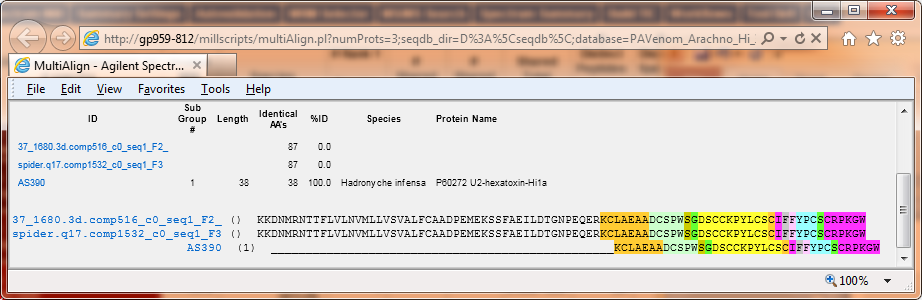 http://gp959-812/millscripts/multiAlign.pl?numProts=3;seqdb_dir=D%3A%5Cseqdb%5C;database=PAVenom_Arachno_Hi_
MultiAlign - Agilent Spectr...
File Edit View Favorites Tools Help
ID Sub Group # Length Identical AA's %ID Species Protein Name
37_1680.3d.comp516_c0_seq1_F2_ 87 0.0
spider.q17.comp1532_c0_seq1_F3 87 0.0
AS390 1 38 38 100.0 Hadronyche infensa P60272 U2-hexatoxin-Hi1a
37_1680.3d.comp516_c0_seq1_F2_ () KKDNMRNTTFLVLNVMLLVSVALFCAADPEMEKSSFAEILDTGNPEQERKCLAEAADCSPWSGDSCCKPYLCSCIFFYPCSCRPKGW
spider.q17.comp1532_c0_seq1_F3 () KKDNMRNTTFLVLNVMLLVSVALFCAADPEMEKSSFAEILDTGNPEQERKCLAEAADCSPWSGDSCCKPYLCSCIFFYPCSCRPKGW
AS390 (1) KCLAEAADCSPWSGDSCCKPYLCSCIFFYPCSCRPKGW
100%